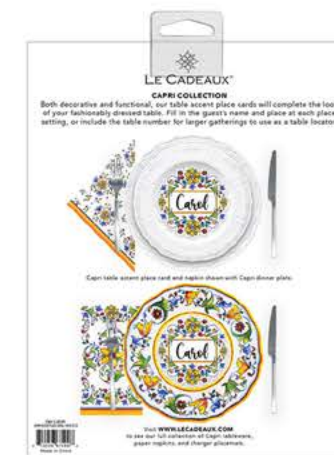 LE CADEAUX
CAPRI COLLECTION
Both decorative and functional, our table accent place cards will complete the loo
of your fashionably dressed table. Fill in the guest's name and place at each place
setting, or include the table number for larger gatherings to use as a table locator
Carol
Capri table accent place card and napkin shown with Capri dinner plate.
Carol
Visit WWW.LECADEAUX.COM
to see our full collection of Capri tableware,
paper napkins, and charger placemats.
Made in China